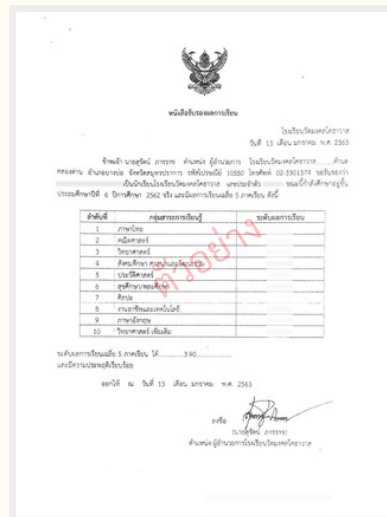 หนังสือรับรองผลการเรียน
โรงเรียนวัดมงคลโคธาวาส
วันที่ 13 เดือน มกราคม พ.ศ. 2563
ข้าพเจ้า นายสุรัตน์ ภารราช ตำแหน่ง ผู้อำนวยการ โรงเรียนวัดมงคลโคธาวาส ตำบล
คลองด่าน อำเภอบางบ่อ จังหวัดสมุทรปราการ รหัสไปรษณีย์ 10550 โทรศัพท์ 02-3301574 ขอรับรองว่า
เป็นนักเรียนโรงเรียนวัดมงคลโคธาวาส เลขประจำตัว ขณะนี้กำลังศึกษาอยู่ชั้น
ประถมศึกษาปีที่ 6 ปีการศึกษา 2562 จริง และมีผลการเรียนเฉลี่ย 5 ภาคเรียน ดังนี้
ลำดับที่ กลุ่มสาระการเรียนรู้ ระดับผลการเรียน
1 ภาษาไทย
2 คณิตศาสตร์
3 วิทยาศาสตร์
4 สังคมศึกษา ศาสนาและวัฒนธรรม
5 ประวัติศาสตร์
6 สุขศึกษา/พละศึกษา
7 ศิลปะ
8 งานอาชีพและเทคโนโลยี
9 ภาษาอังกฤษ
10 วิทยาศาสตร์ เพิ่มเติม
ตัวอย่าง
ระดับผลการเรียนเฉลี่ย 5 ภาคเรียน ได้ 3.90
และมีความประพฤติเรียบร้อย
ออกให้ ณ วันที่ 13 เดือน มกราคม พ.ศ. 2563
ลงชื่อ
(นายสุรัตน์ ภารราช)
ตำแหน่ง ผู้อำนวยการโรงเรียนวัดมงคลโคธาวาส